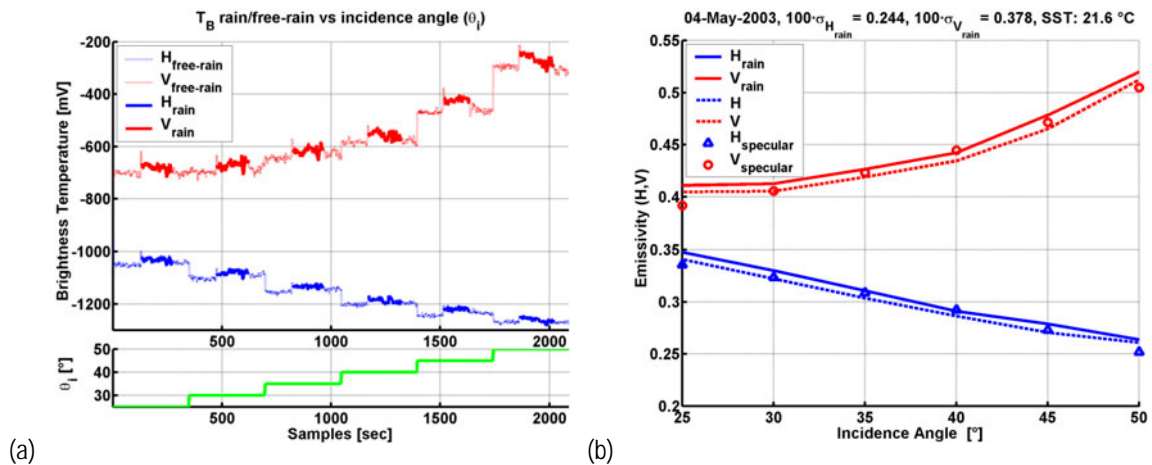 T_B rain/free-rain vs incidence angle (θ_i)
-200
-400
-600
-800
-1000
-1200
Brightness Temperature [mV]
H_free-rain
V_free-rain
H_rain
V_rain
500
1000
1500
2000
50
40
30
θ_i [°]
500
1000
1500
2000
Samples [sec]
(a)
04-May-2003, 100·σ_H_rain = 0.244, 100·σ_V_rain = 0.378, SST: 21.6 °C
0.55
0.5
0.45
0.4
0.35
0.3
0.25
0.2
Emissivity (H,V)
H_rain
V_rain
H
V
H_specular
V_specular
25
30
35
40
45
50
Incidence Angle [°]
(b)